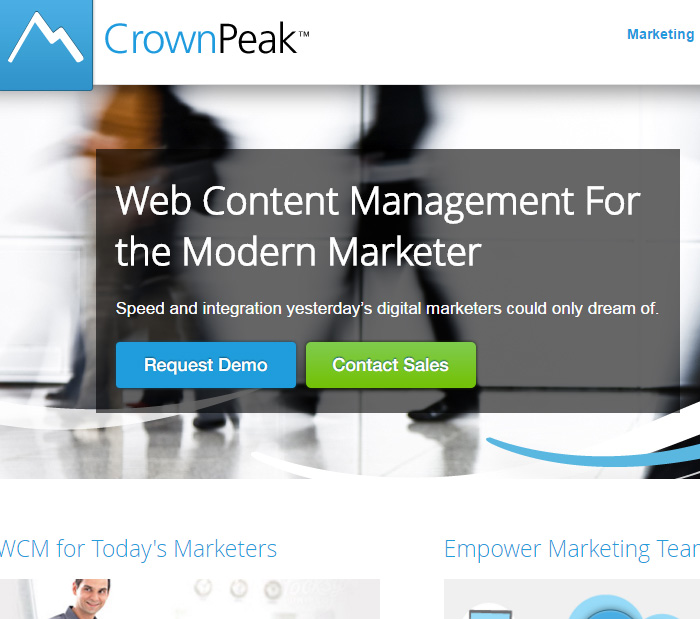 CrownPeak™
Marketing
Web Content Management For
the Modern Marketer
Speed and integration yesterday's digital marketers could only dream of.
Request Demo
Contact Sales
WCM for Today's Marketers
Empower Marketing Tea